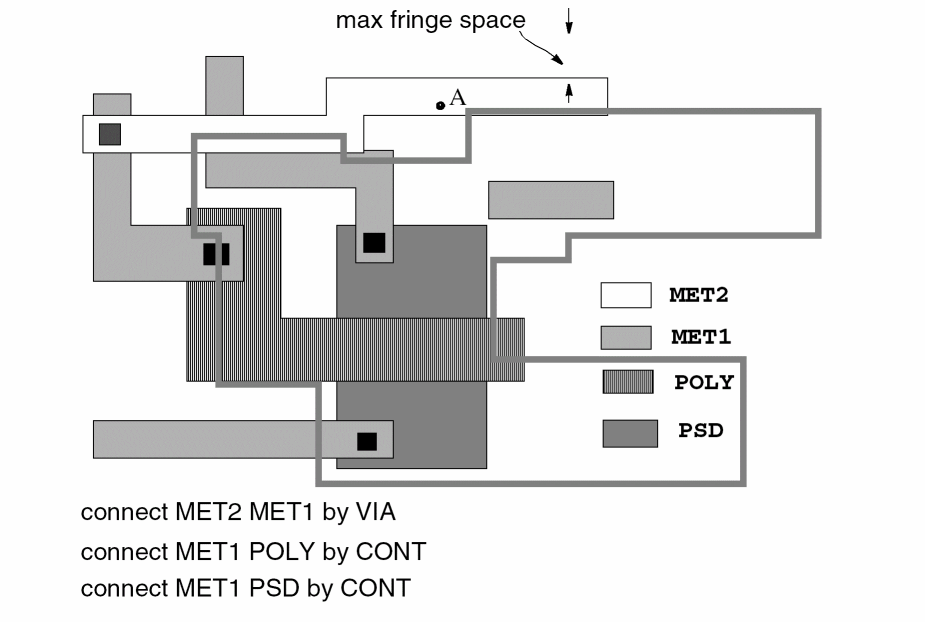 max fringe space
A
MET2
MET1
POLY
PSD
connect MET2 MET1 by VIA
connect MET1 POLY by CONT
connect MET1 PSD by CONT